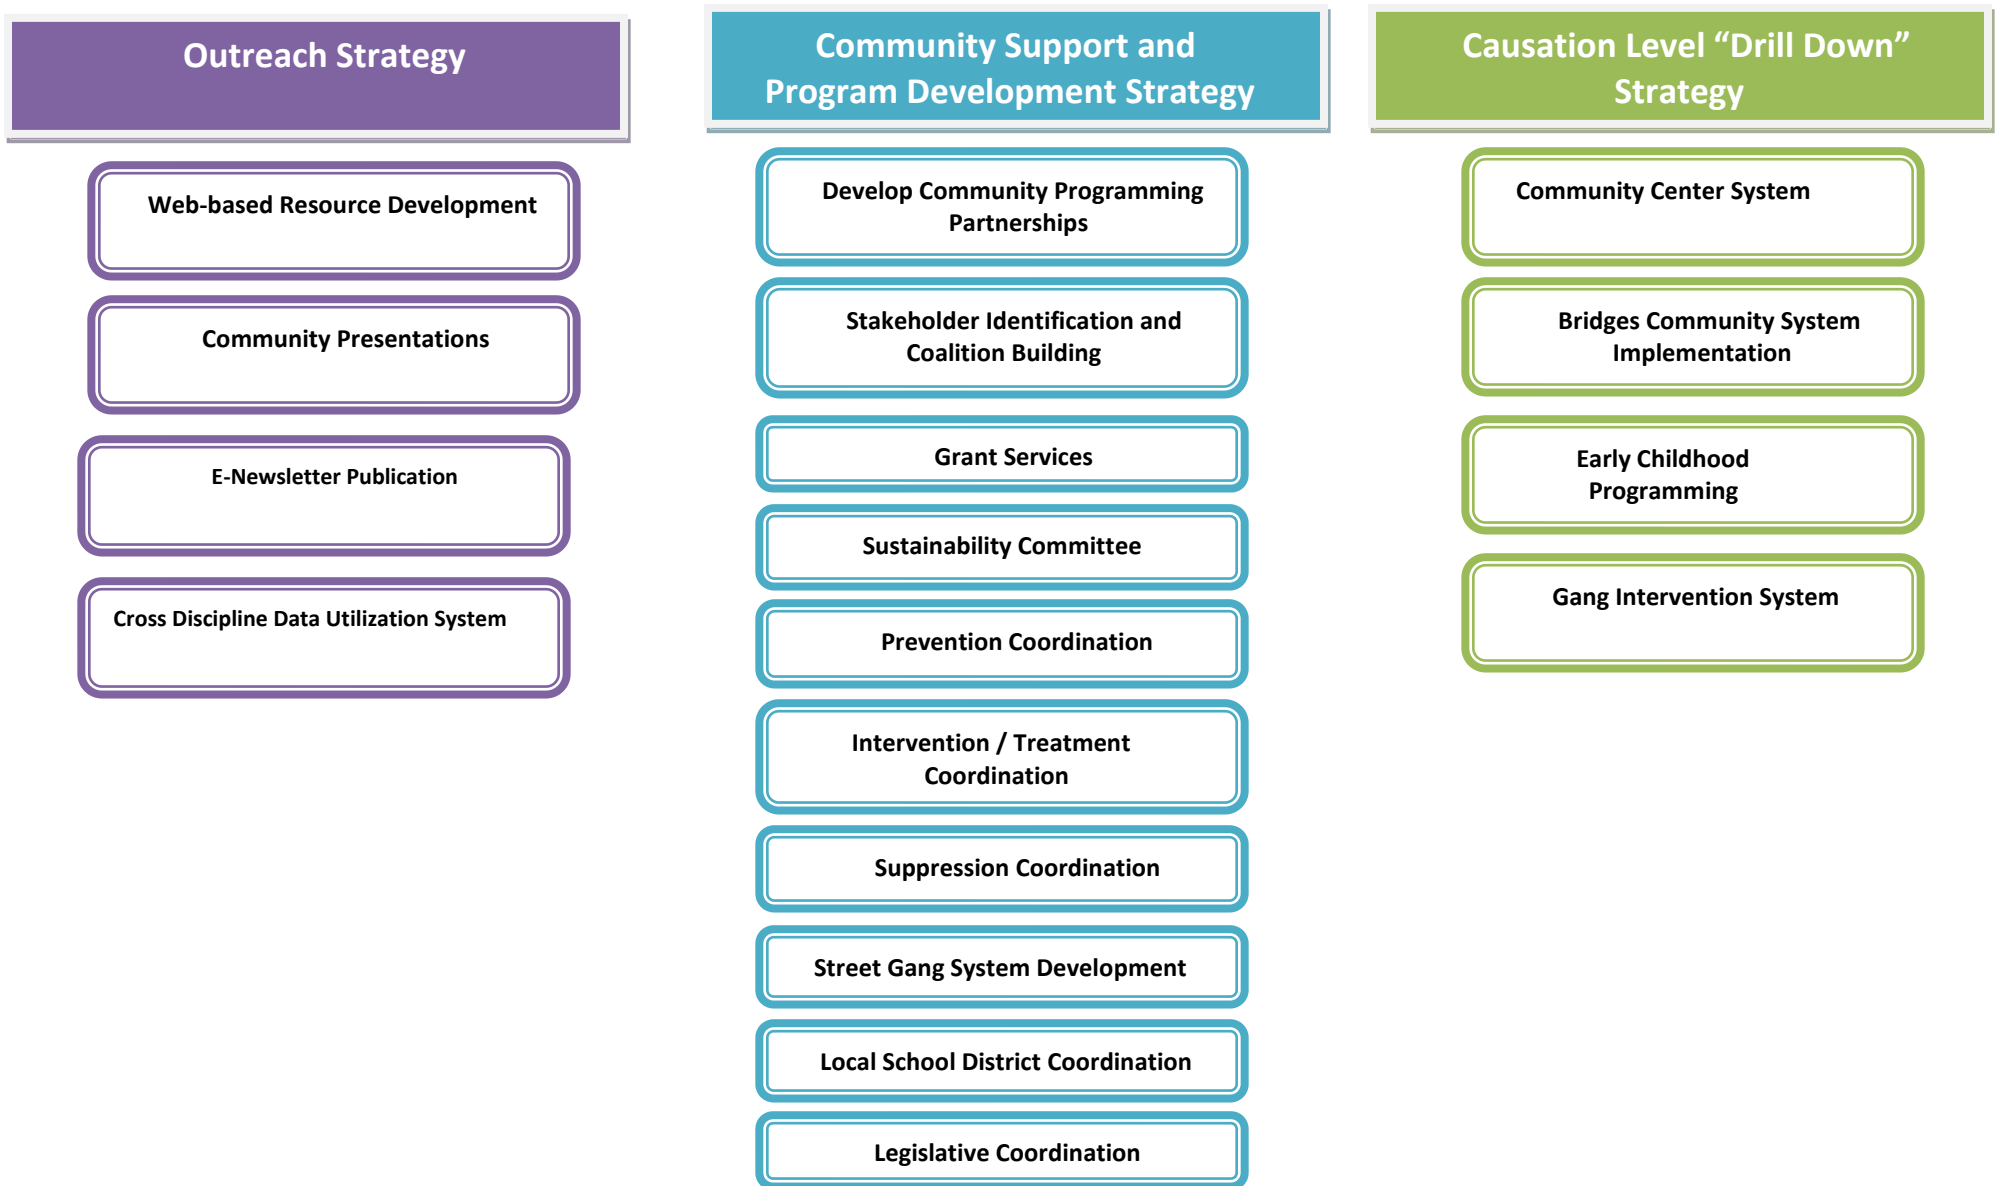 Outreach Strategy
Web-based Resource Development
Community Presentations
E-Newsletter Publication
Cross Discipline Data Utilization System
Community Support and
Program Development Strategy
Develop Community Programming
Partnerships
Stakeholder Identification and
Coalition Building
Grant Services
Sustainability Committee
Prevention Coordination
Intervention / Treatment
Coordination
Suppression Coordination
Street Gang System Development
Local School District Coordination
Legislative Coordination
Causation Level “Drill Down”
Strategy
Community Center System
Bridges Community System
Implementation
Early Childhood
Programming
Gang Intervention System